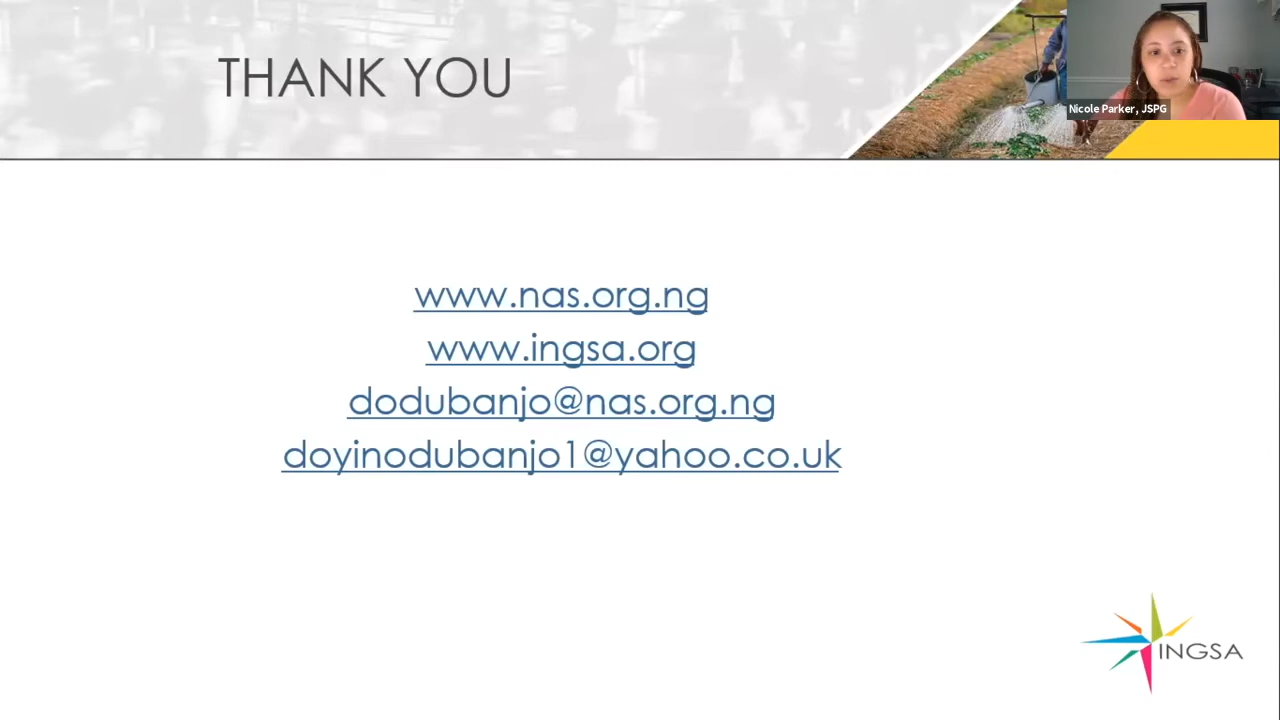 THANK YOU
Nicole Parker, JSPG
www.nas.org.ng
www.ingsa.org
dodubanjo@nas.org.ng
doyinodubanjo1@yahoo.co.uk
INGSA